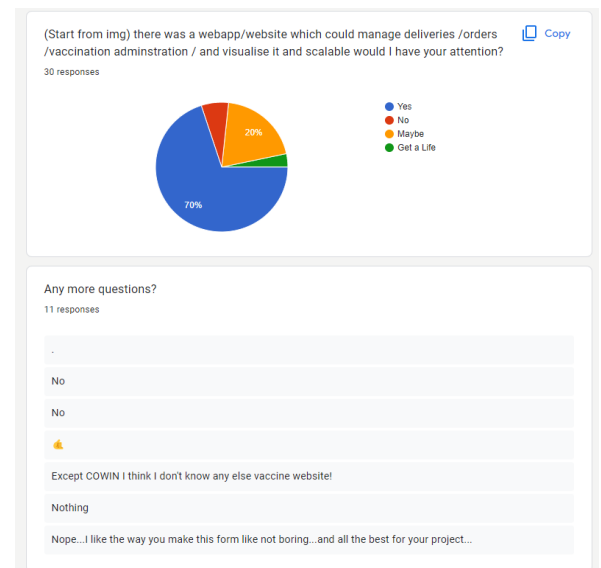 (Start from img) there was a webapp/website which could manage deliveries /orders
/vaccination adminstration / and visualise it and scalable would I have your attention?
Copy
30 responses
Yes
No
Maybe
Get a Life
20%
70%
Any more questions?
11 responses
.
No
No
🤙
Except COWIN I think I don't know any else vaccine website!
Nothing
Nope...I like the way you make this form like not boring...and all the best for your project...